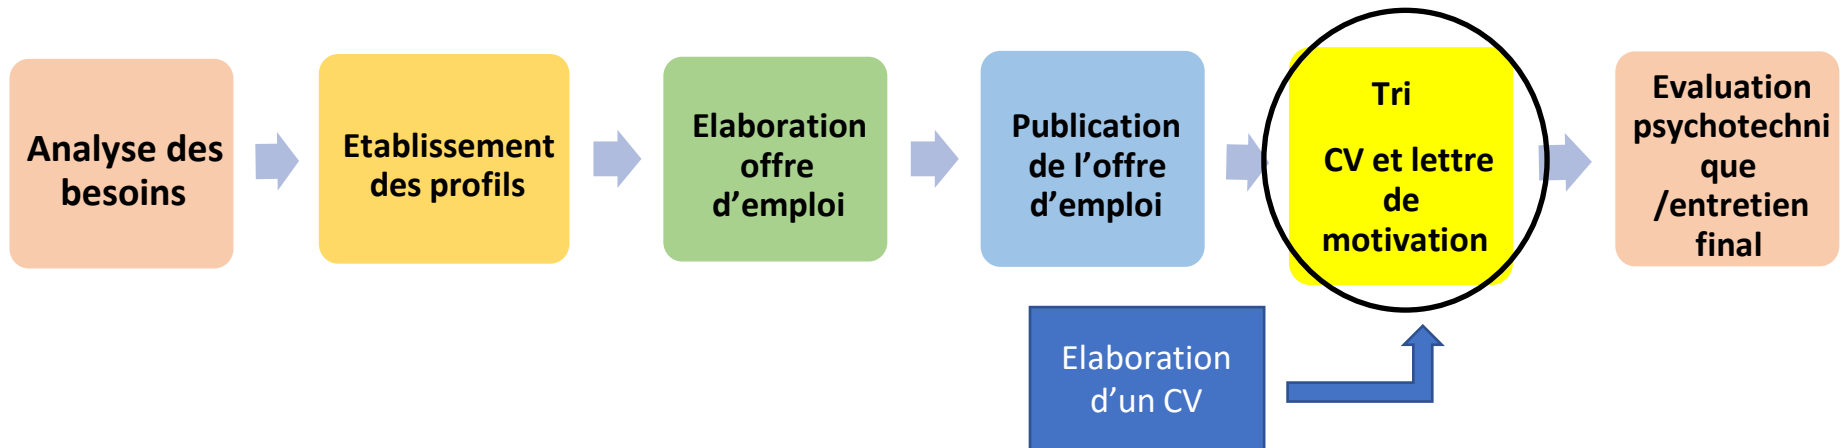 Analyse des
besoins
Etablissement
des profils
Elaboration
offre
d’emploi
Publication
de l’offre
d’emploi
Tri
CV et lettre
de
motivation
Evaluation
psychotechni
que
/entretien
final
Elaboration
d’un CV